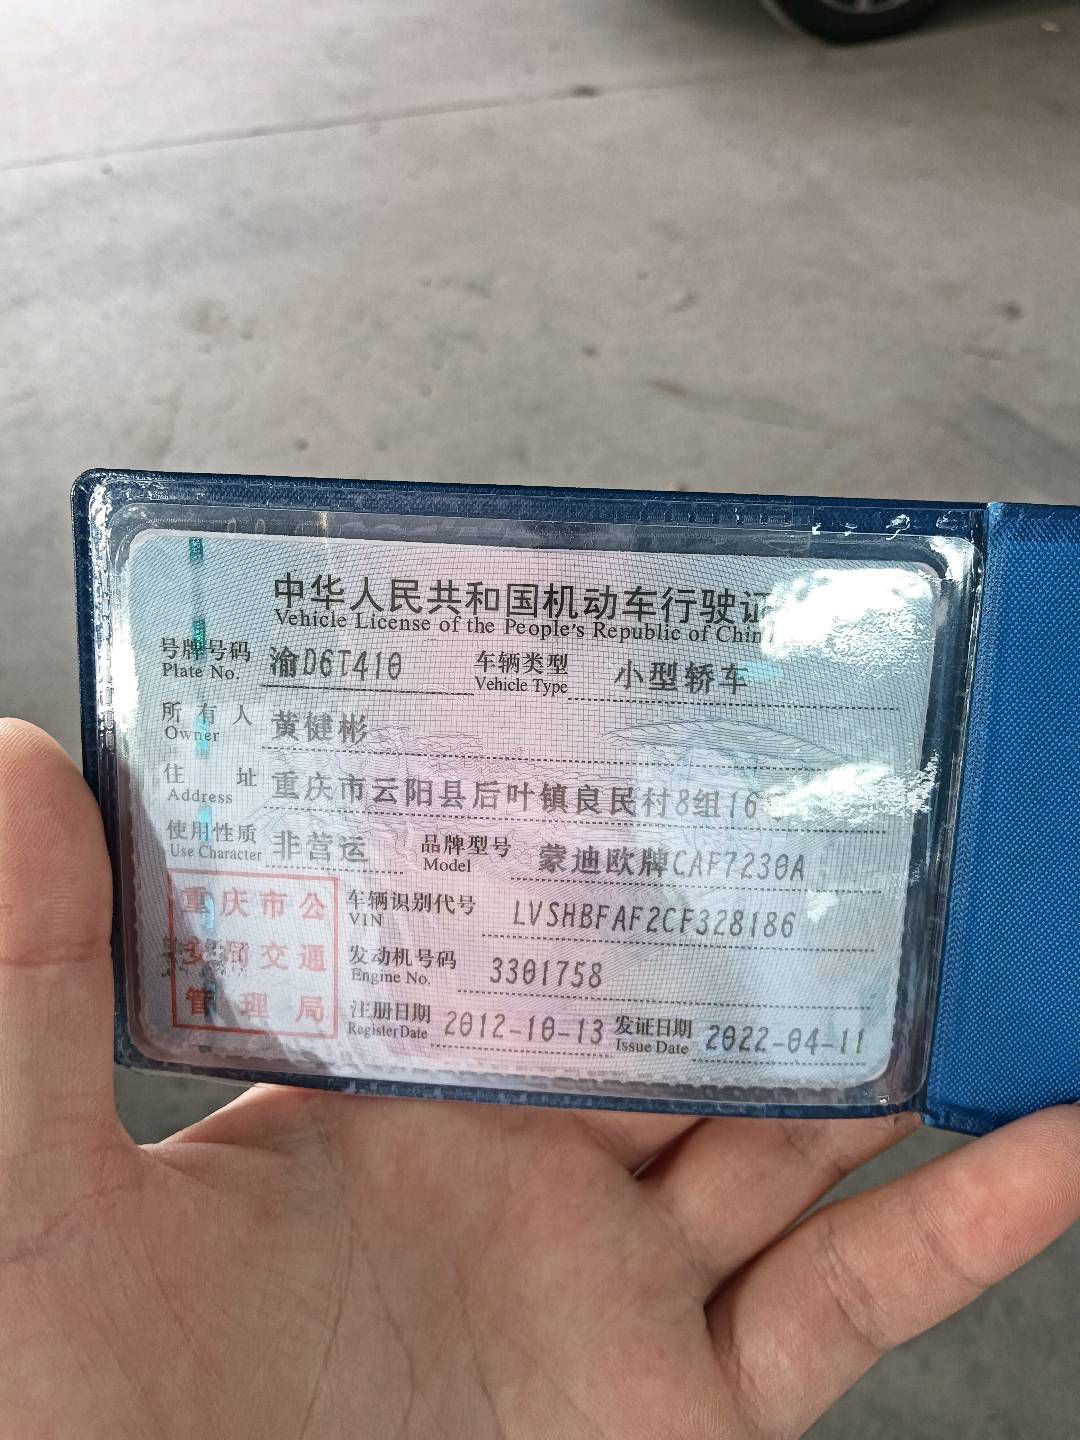 中华人民共和国机动车行驶证
Vehicle License of the People's Republic of China
号牌号码 渝D6T410 车辆类型 小型轿车
Plate No. Vehicle Type
所有人 黄健彬
Owner
住址 重庆市云阳县后叶镇良民村8组16
Address
使用性质 非营运 品牌型号 蒙迪欧牌CAF7230A
Use Character Model
车辆识别代号 LVSHBFAF2CF328186
VIN
发动机号码 3301758
Engine No.
注册日期 2012-10-13 发证日期 2022-04-11
Register Date Issue Date
重庆市公
安局交通
管理局